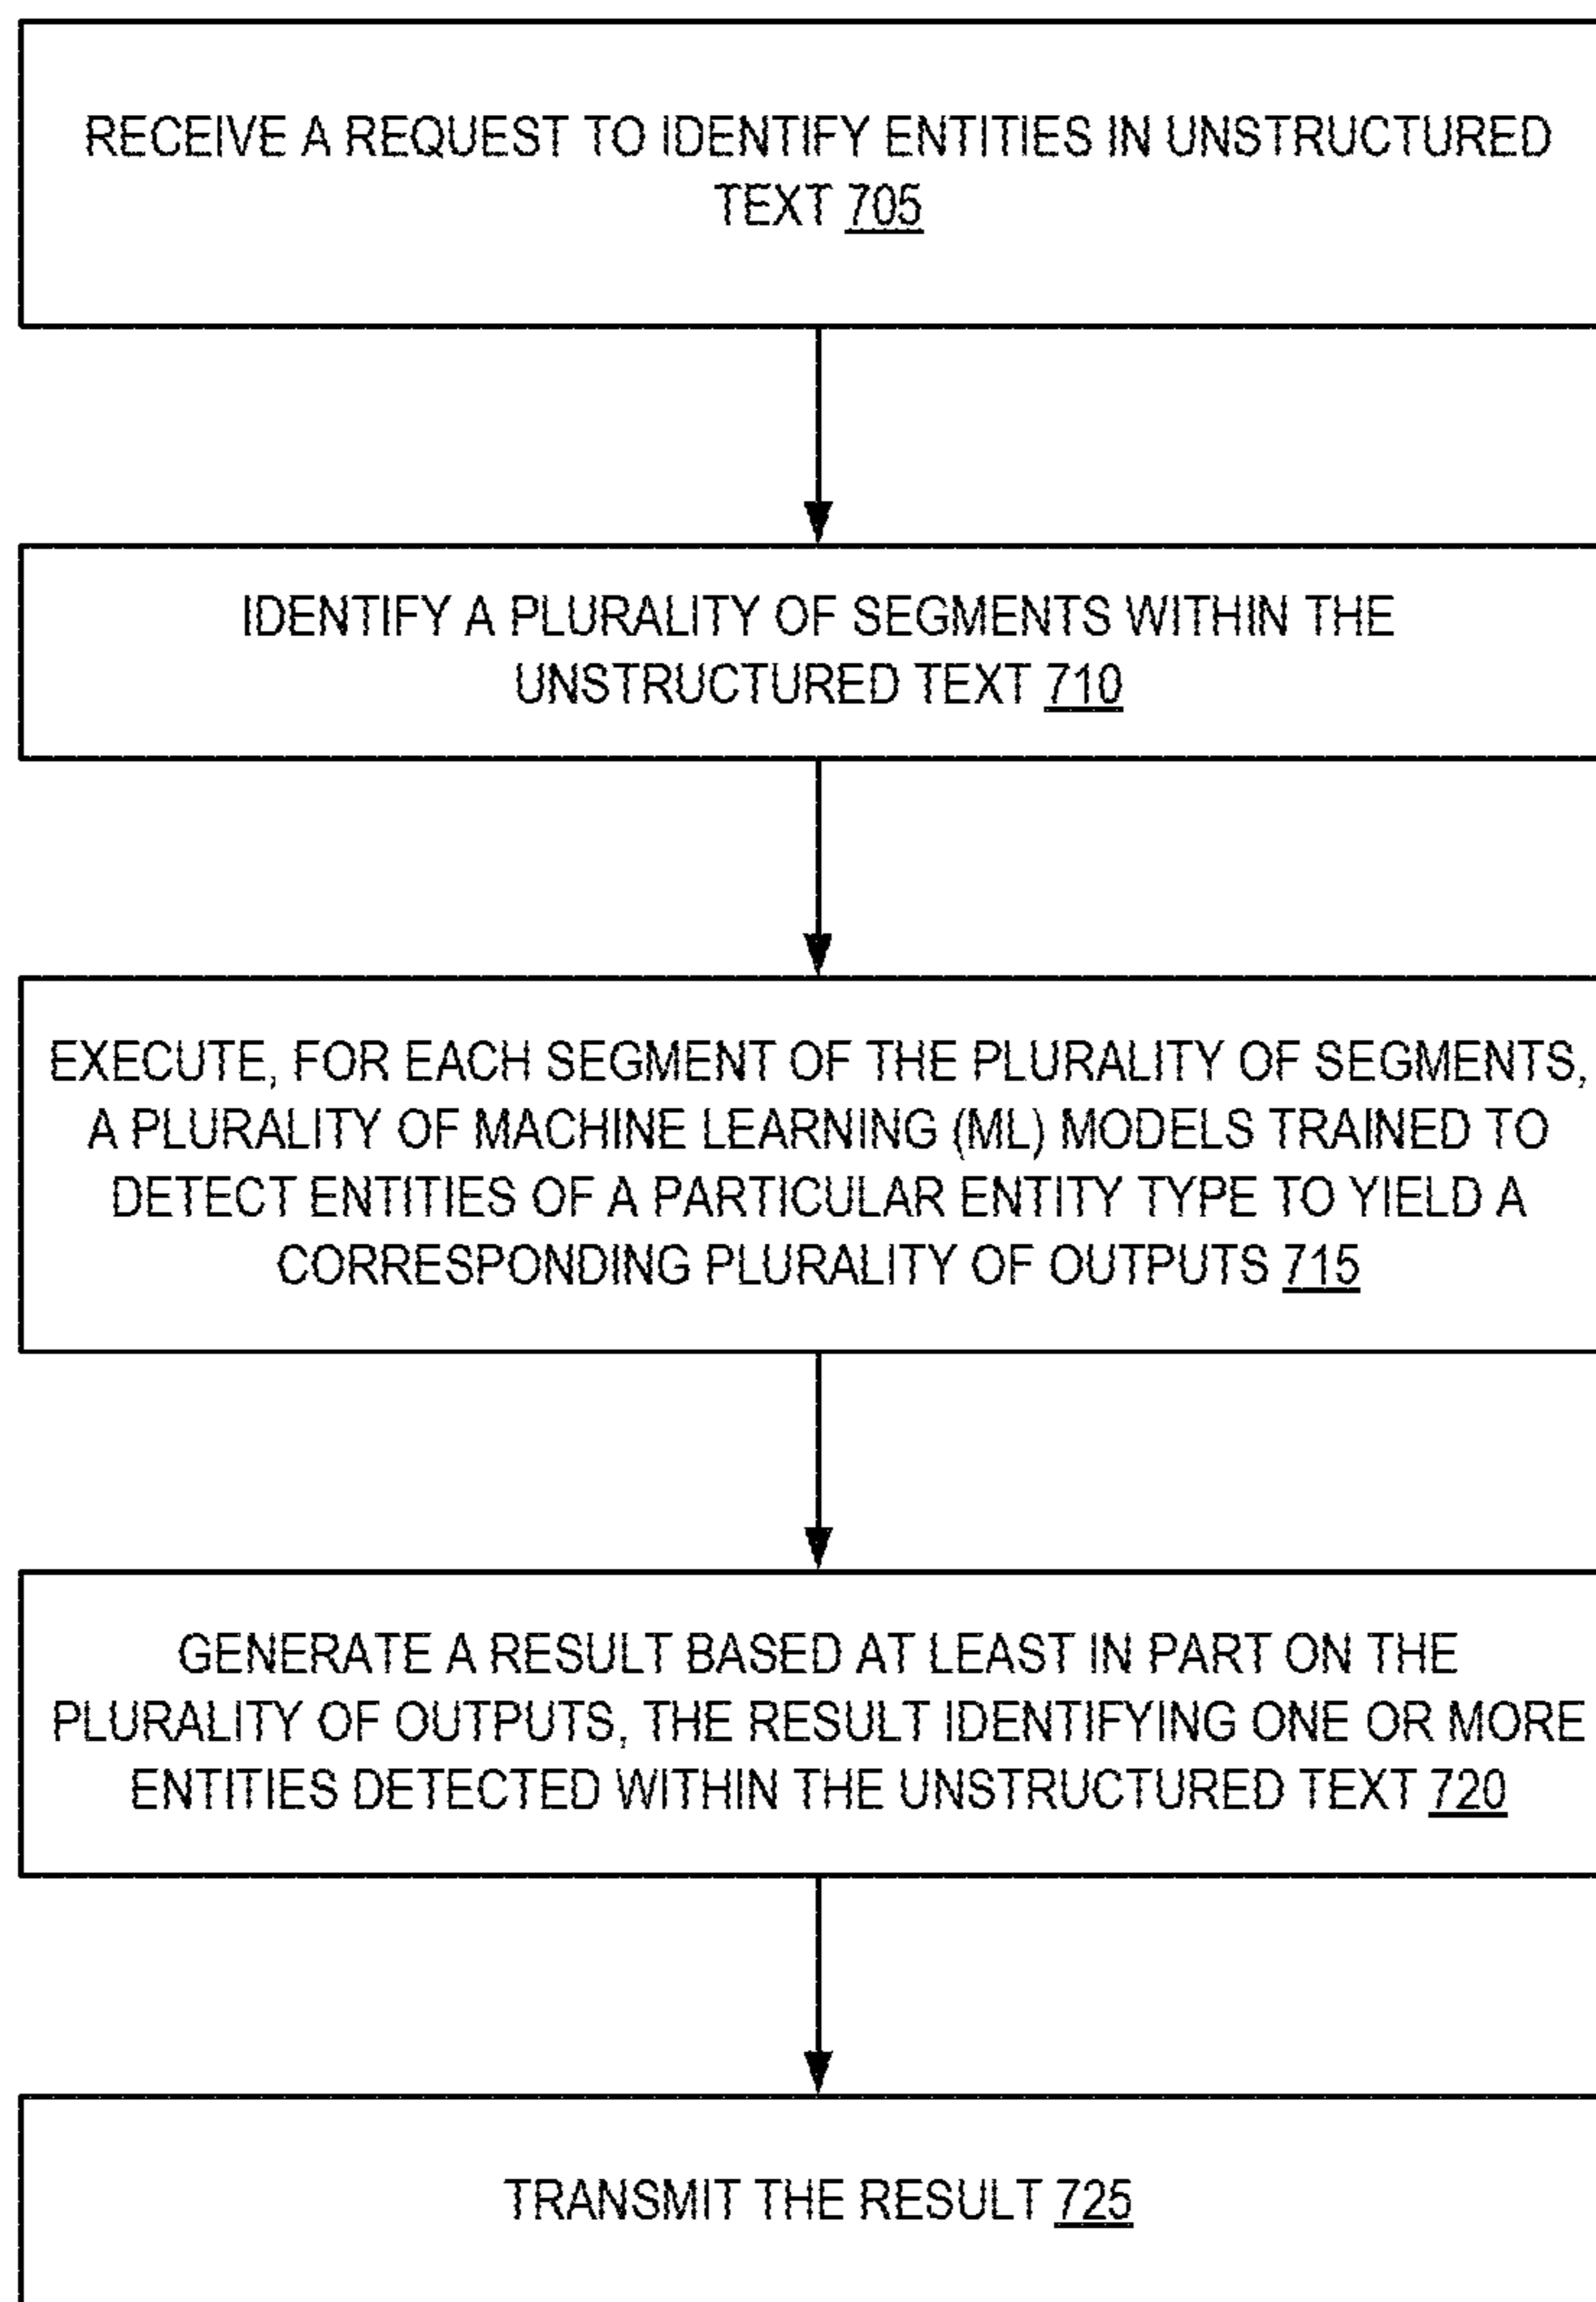 RECEIVE A REQUEST TO IDENTIFY ENTITIES IN UNSTRUCTURED
TEXT 705
IDENTIFY A PLURALITY OF SEGMENTS WITHIN THE
UNSTRUCTURED TEXT 710
EXECUTE, FOR EACH SEGMENT OF THE PLURALITY OF SEGMENTS,
A PLURALITY OF MACHINE LEARNING (ML) MODELS TRAINED TO
DETECT ENTITIES OF A PARTICULAR ENTITY TYPE TO YIELD A
CORRESPONDING PLURALITY OF OUTPUTS 715
GENERATE A RESULT BASED AT LEAST IN PART ON THE
PLURALITY OF OUTPUTS, THE RESULT IDENTIFYING ONE OR MORE
ENTITIES DETECTED WITHIN THE UNSTRUCTURED TEXT 720
TRANSMIT THE RESULT 725